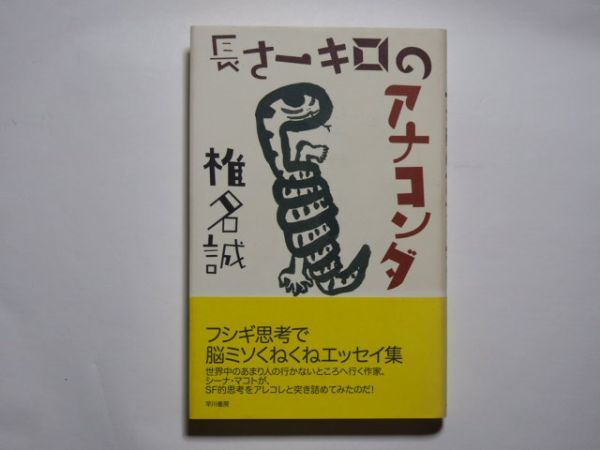 長さ一キロの
アナコンダ
椎名誠
フシギ思考で
脳ミソくねくねエッセイ集
世界中のあまり人の行かないところへ行く作家、
シーナ・マコトが、
SF的思考をアレコレと突き詰めてみたのだ!
早川書房